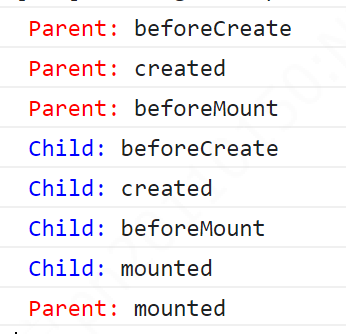 Parent: beforeCreate
Parent: created
Parent: beforeMount
Child: beforeCreate
Child: created
Child: beforeMount
Child: mounted
Parent: mounted